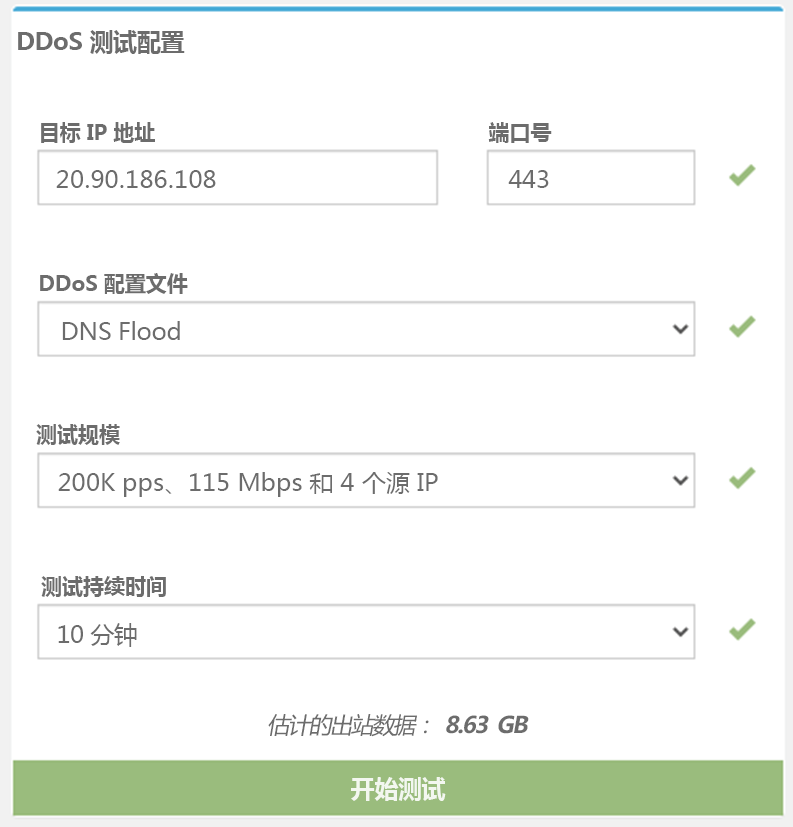 DDoS 测试配置
目标 IP 地址
端口号
20.90.186.108
443
DDoS 配置文件
DNS Flood
测试规模
200K pps、115 Mbps 和 4 个源 IP
测试持续时间
10 分钟
估计的出站数据： 8.63 GB
开始测试